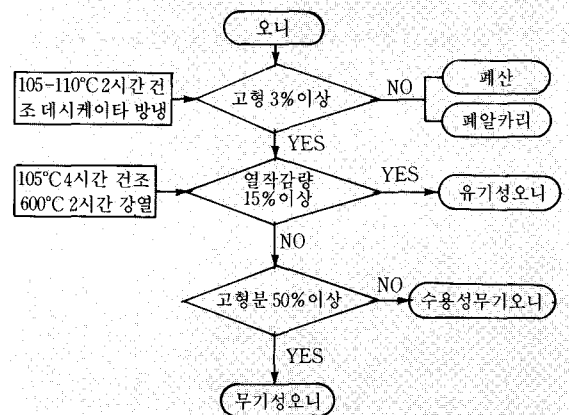 오니
105-110°C 2시간 건
조 데시케이타 방냉
고형 3%이상
NO
폐산
폐알카리
YES
105°C 4시간 건조
600°C 2시간 강열
열작감량
15%이상
YES
유기성오니
NO
고형분 50%이상
NO
수용성무기오니
YES
무기성오니